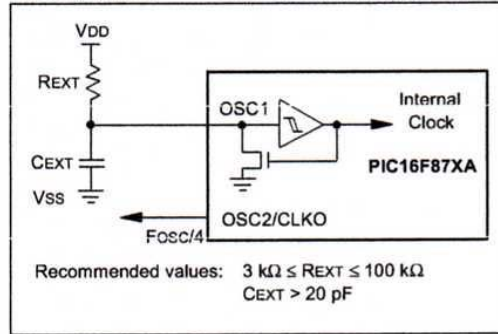 VDD
REXT
OSC1
Internal
Clock
CEXT
PIC16F87XA
VSS
OSC2/CLKO
FOSC/4
Recommended values: 3 kΩ ≤ REXT ≤ 100 kΩ
CEXT > 20 pF